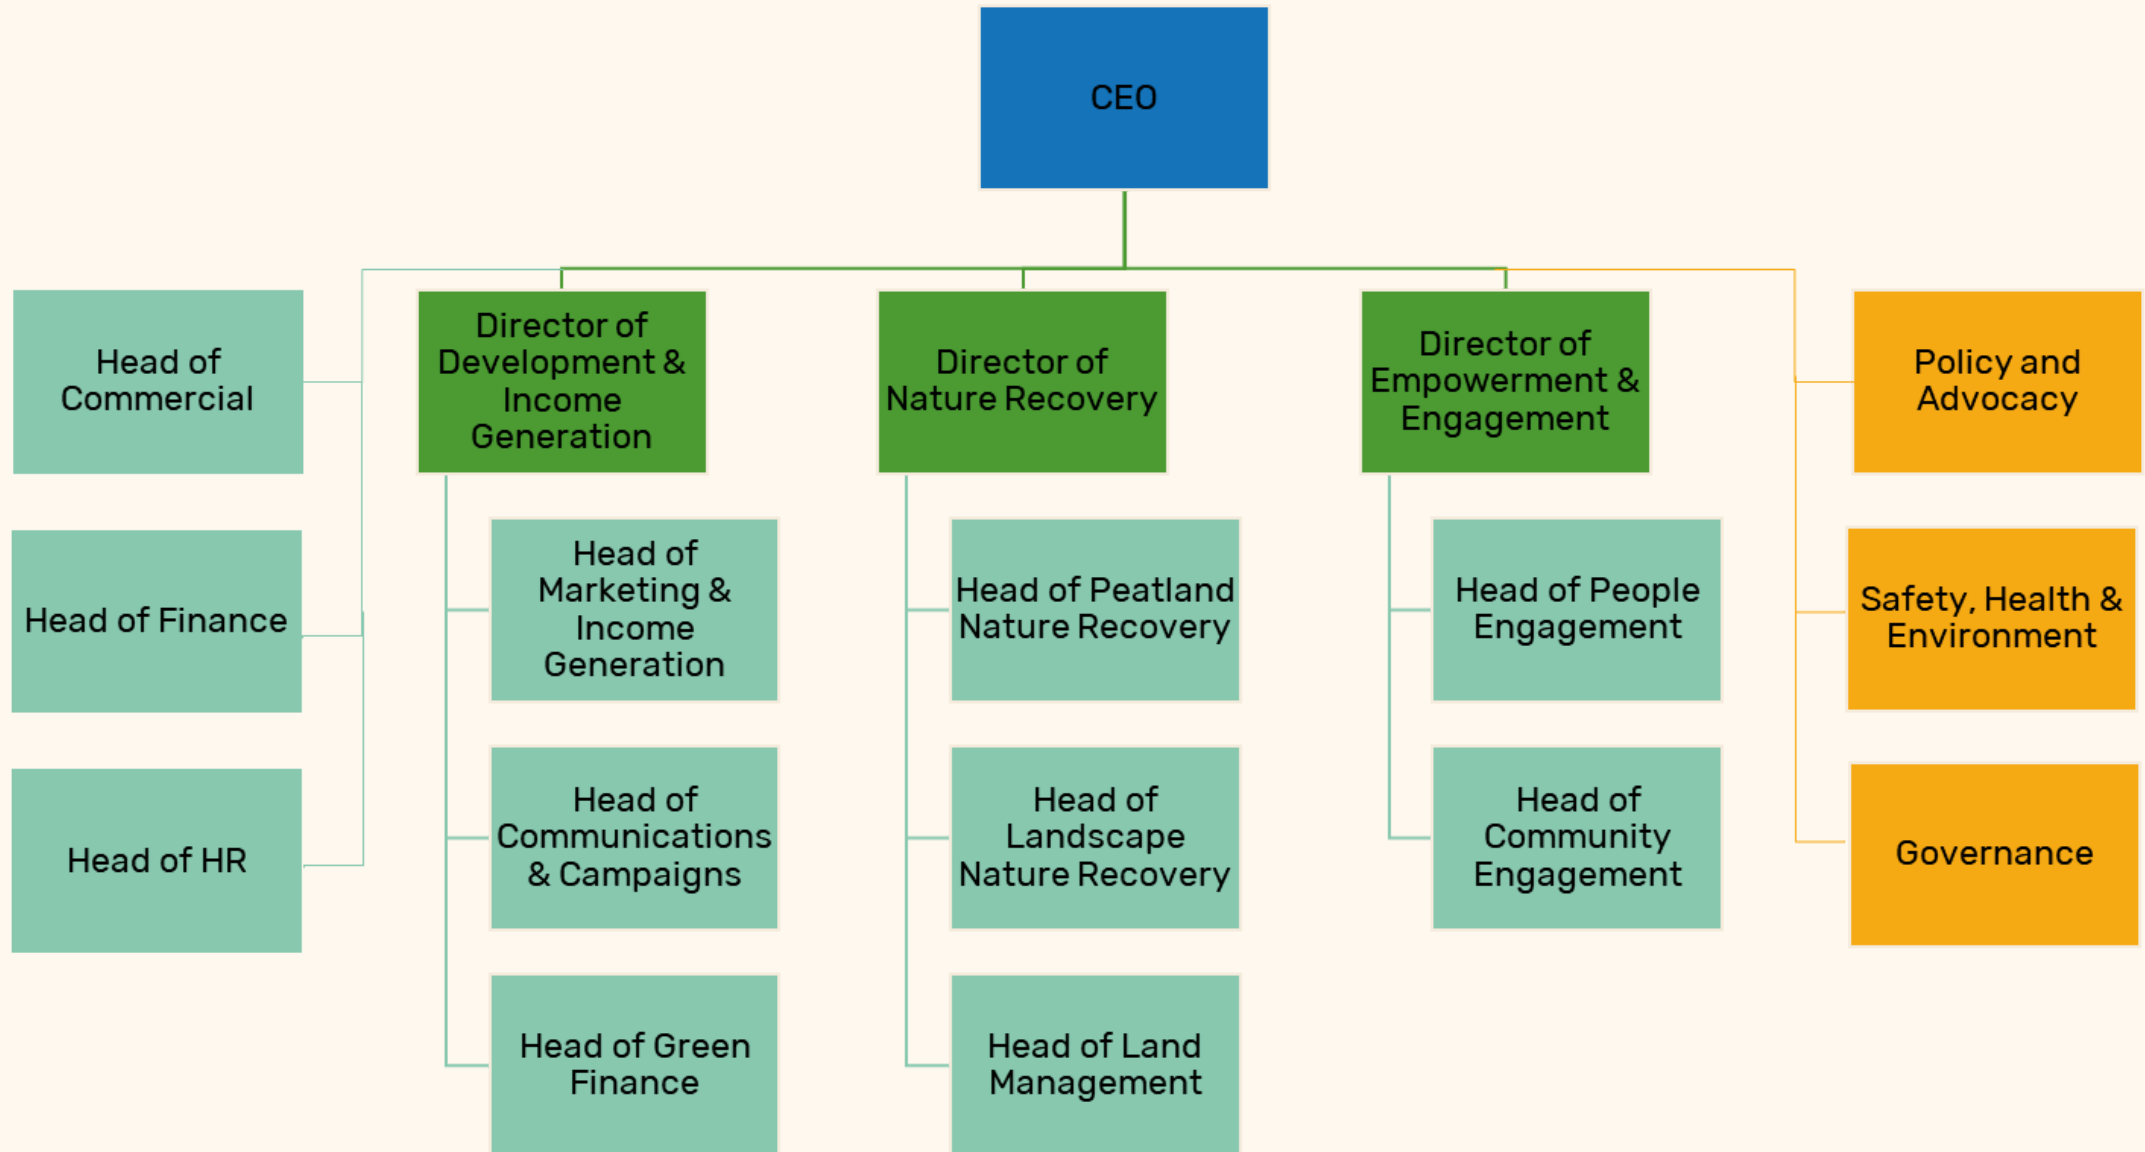 CEO
Head of
Commercial
Director of
Development &
Income
Generation
Director of
Nature Recovery
Director of
Empowerment &
Engagement
Policy and
Advocacy
Head of Finance
Head of
Marketing &
Income
Generation
Head of Peatland
Nature Recovery
Head of People
Engagement
Safety, Health &
Environment
Head of HR
Head of
Communications
& Campaigns
Head of
Landscape
Nature Recovery
Head of
Community
Engagement
Governance
Head of Green
Finance
Head of Land
Management